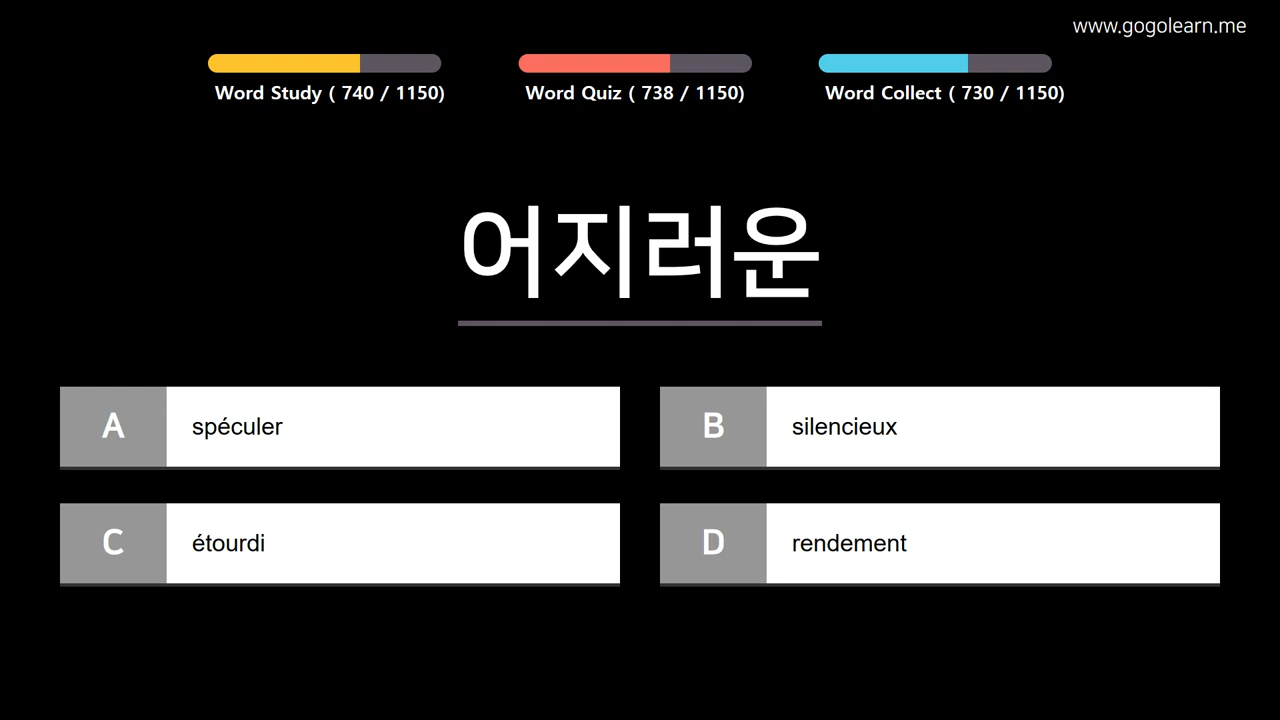 www.gogolearn.me
Word Study ( 740 / 1150)
Word Quiz ( 738 / 1150)
Word Collect ( 730 / 1150)
어지러운
A
spéculer
B
silencieux
C
étourdi
D
rendement